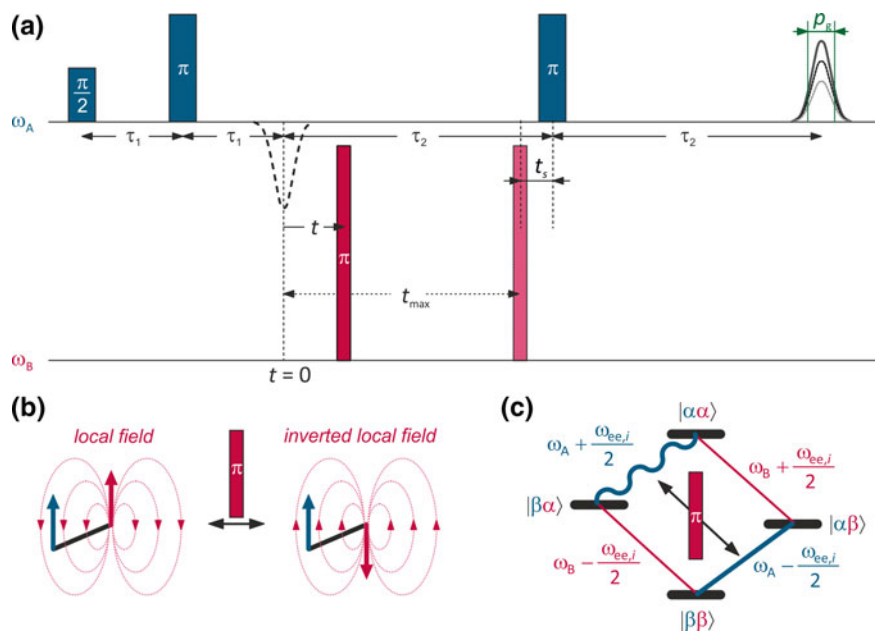 (a)
π/2
π
π
p_g
ω_A
τ_1
τ_1
τ_2
τ_2
t_s
t
π
t_max
ω_B
t = 0
(b)
local field
π
inverted local field
(c)
|αα⟩
ω_A + ω_ee,i/2
ω_B + ω_ee,i/2
|βα⟩
π
|αβ⟩
ω_B − ω_ee,i/2
ω_A − ω_ee,i/2
|ββ⟩